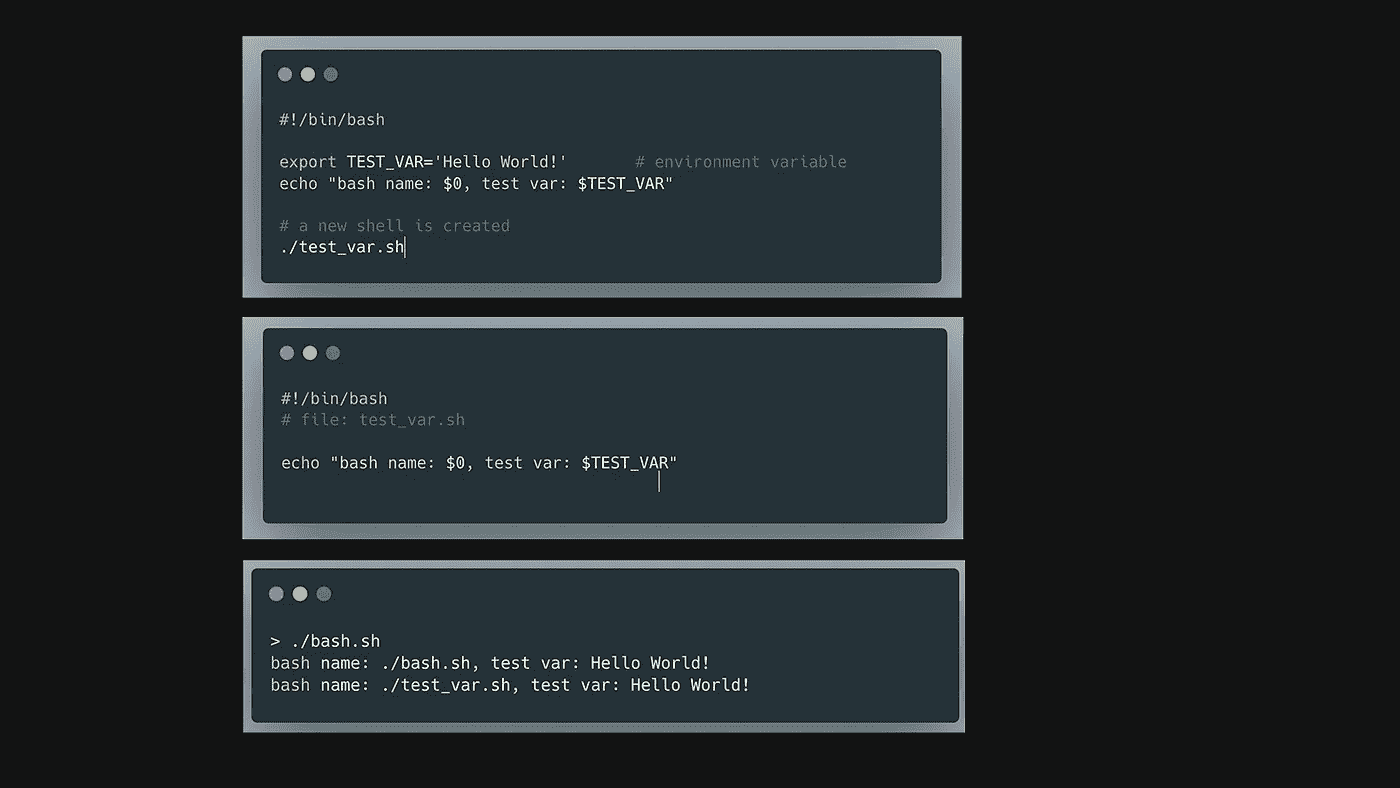 #!/bin/bash
export TEST_VAR='Hello World!' # environment variable
echo "bash name: $0, test var: $TEST_VAR"
# a new shell is created
./test_var.sh
#!/bin/bash
# file: test_var.sh
echo "bash name: $0, test var: $TEST_VAR"
> ./bash.sh
bash name: ./bash.sh, test var: Hello World!
bash name: ./test_var.sh, test var: Hello World!